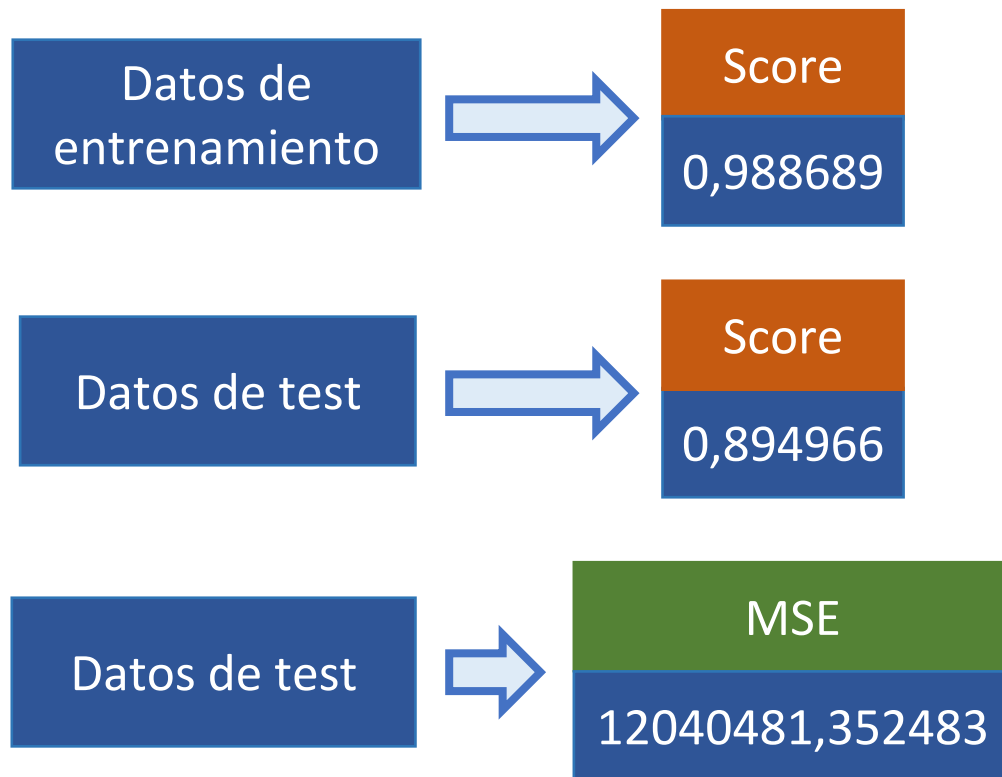 Datos de
entrenamiento
Score
0,988689
Datos de test
Score
0,894966
Datos de test
MSE
12040481,352483